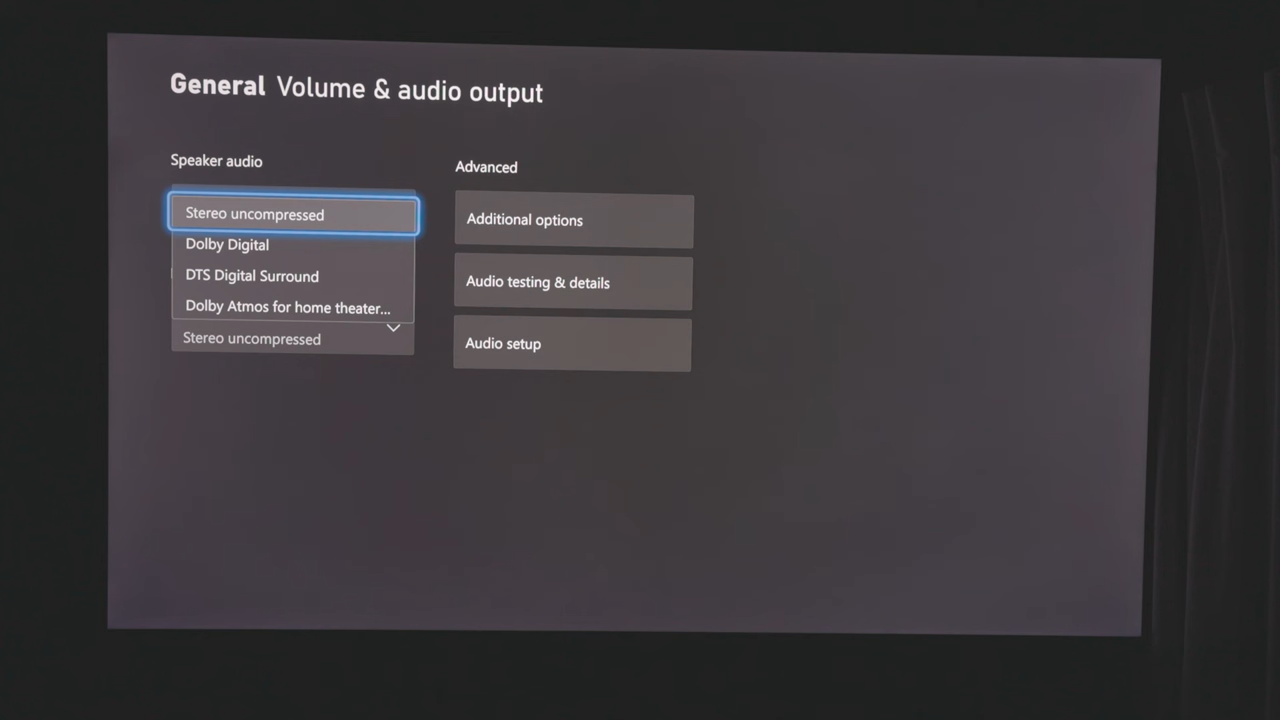 General Volume & audio output
Speaker audio
Stereo uncompressed
Dolby Digital
DTS Digital Surround
Dolby Atmos for home theater...
Stereo uncompressed
Advanced
Additional options
Audio testing & details
Audio setup